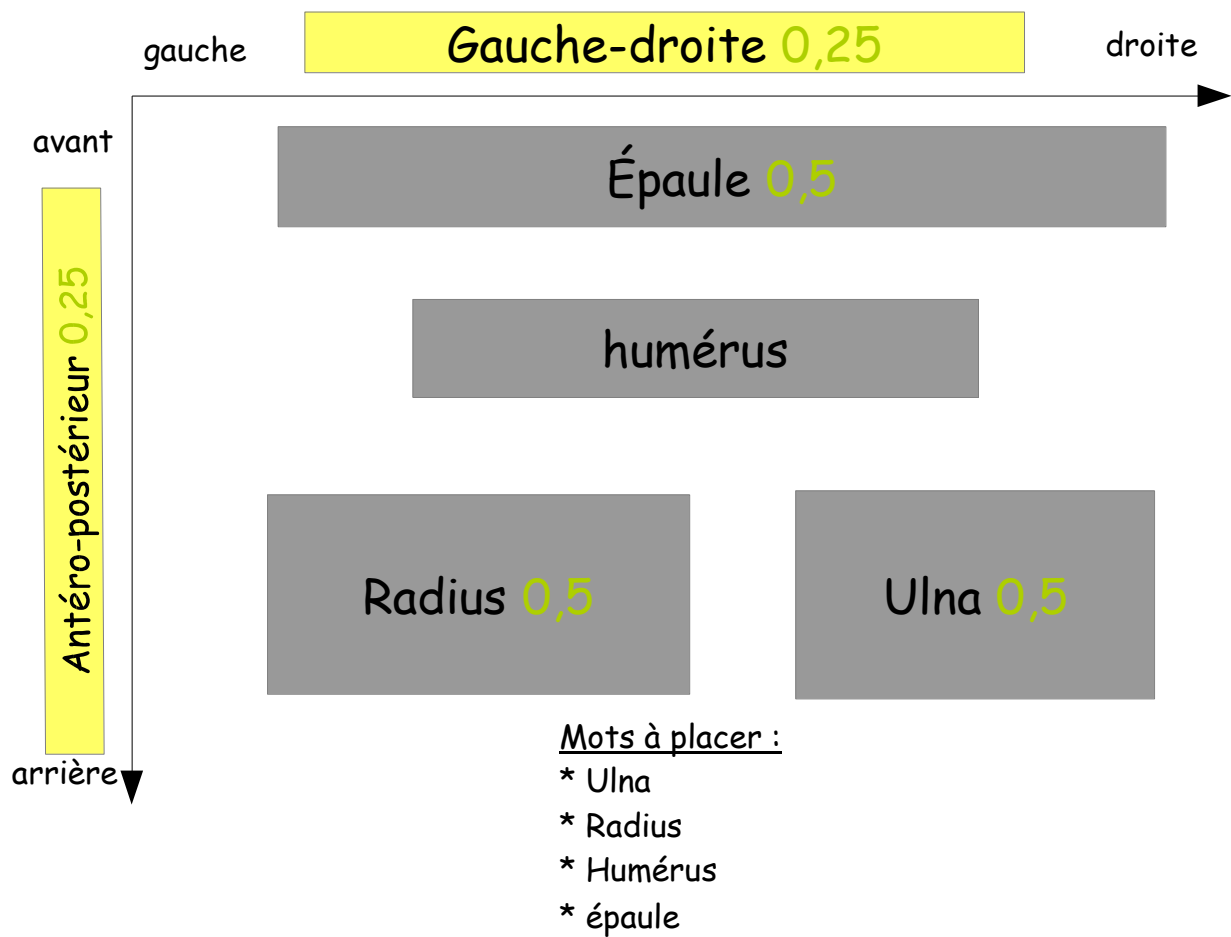 gauche
Gauche-droite 0,25
droite
avant
Épaule 0,5
Antéro-postérieur 0,25
humérus
Radius 0,5
Ulna 0,5
arrière
Mots à placer :
* Ulna
* Radius
* Humérus
* épaule